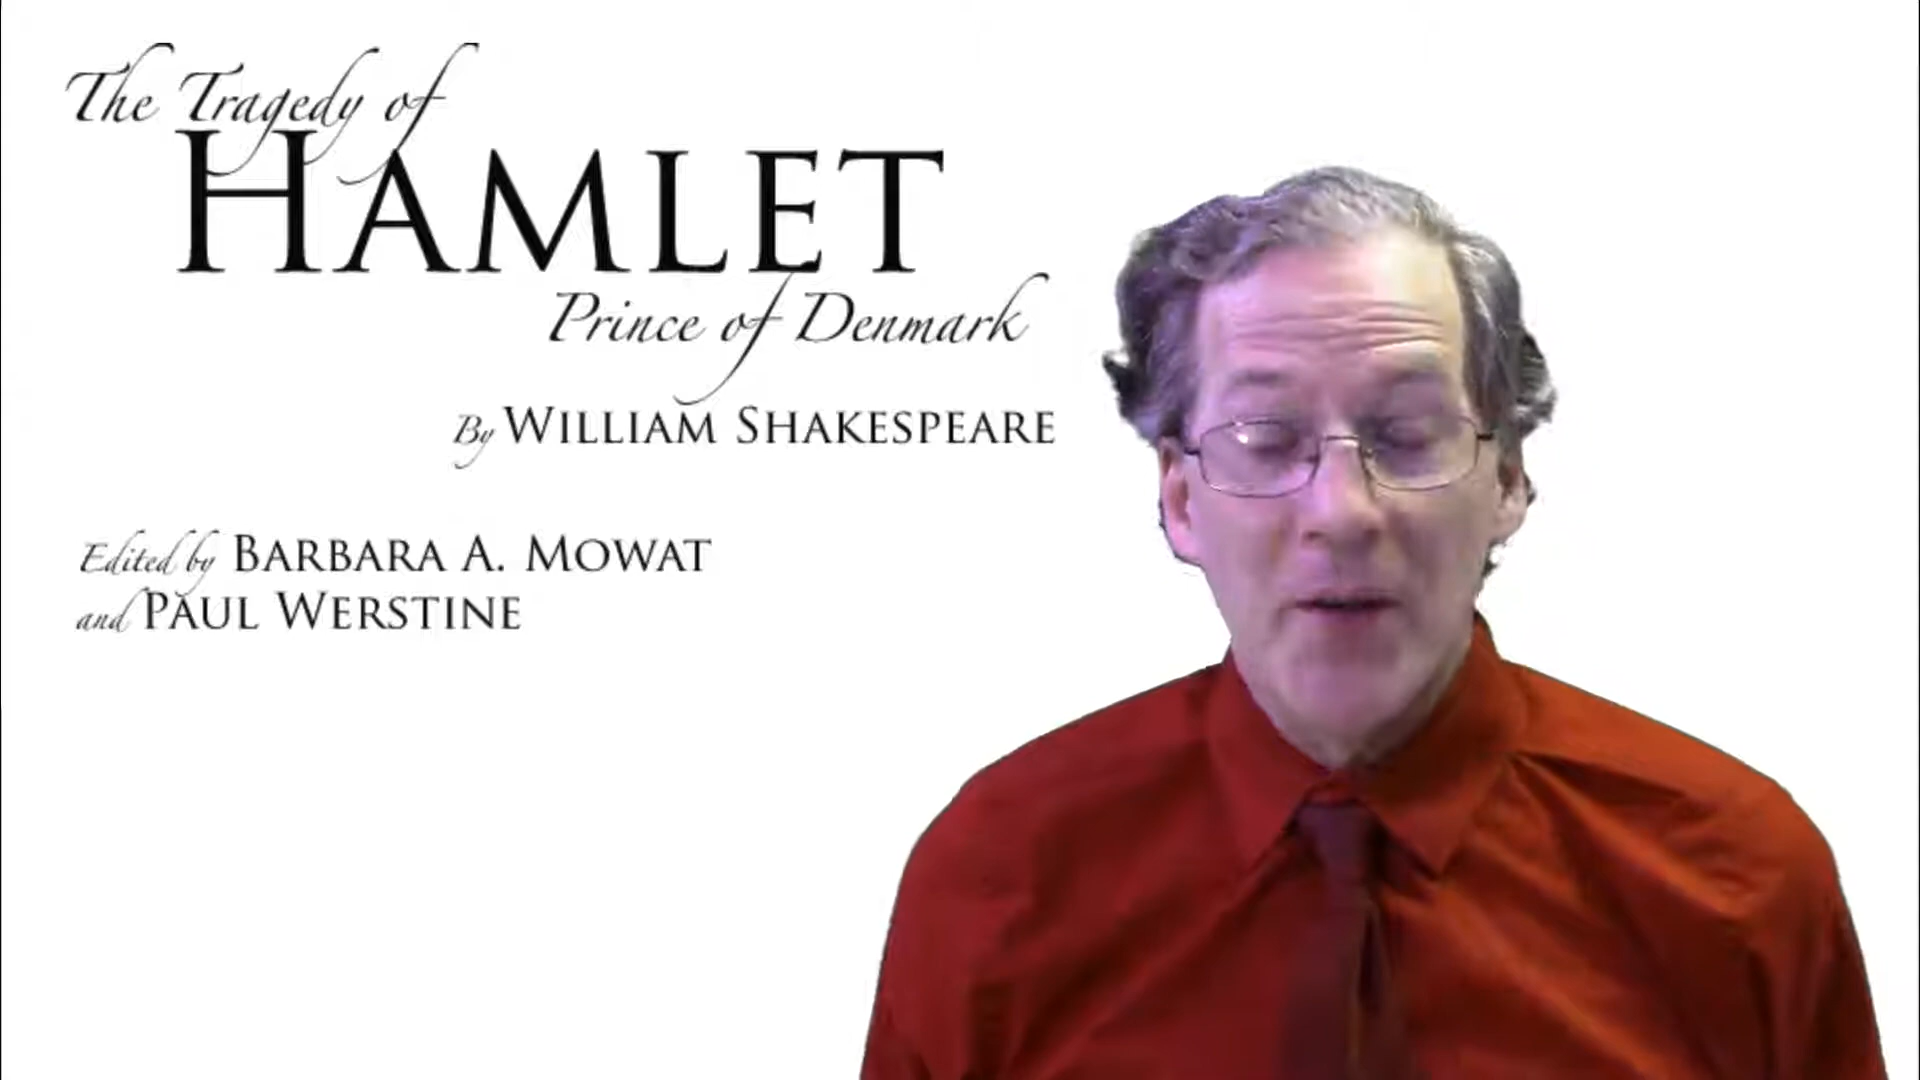 The Tragedy of
HAMLET
Prince of Denmark
By WILLIAM SHAKESPEARE
Edited by BARBARA A. MOWAT
and PAUL WERSTINE